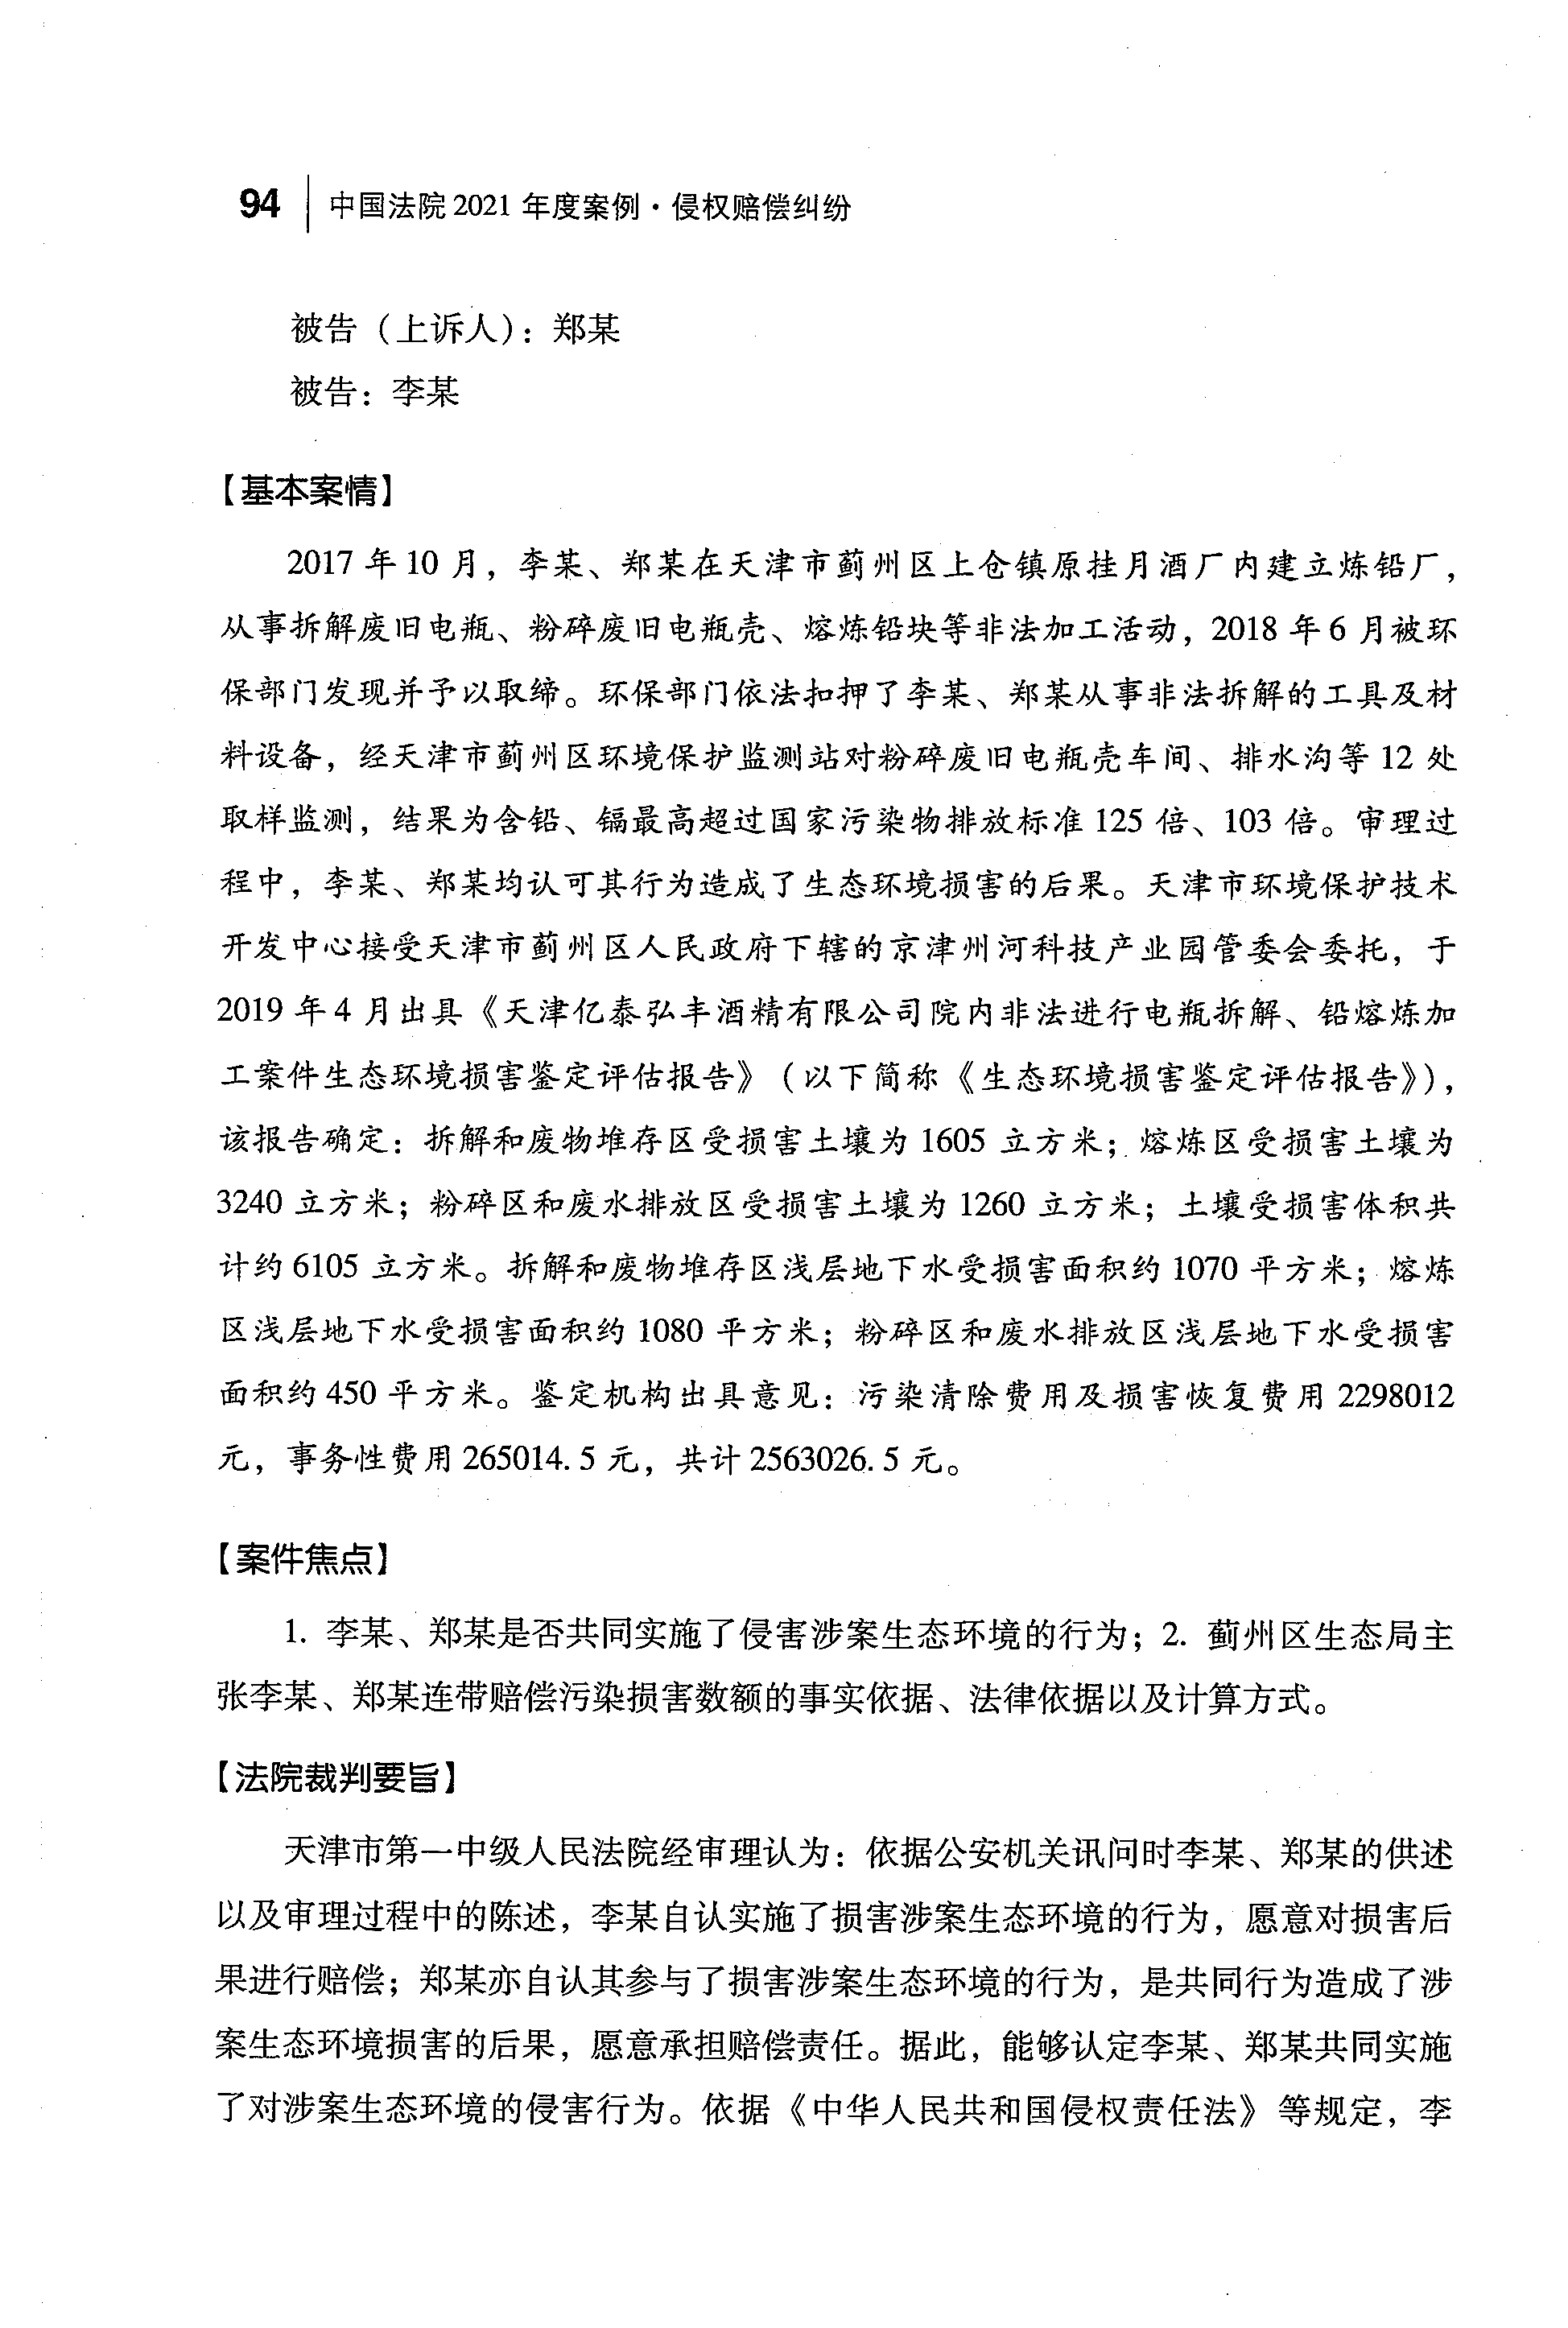 94 中国法院2021年度案例·侵权赔偿纠纷
被告（上诉人）：郑某
被告：李某
【基本案情】
2017年10月，李某、郑某在天津市蓟州区上仓镇原挂月酒厂内建立炼铅厂，
从事拆解废旧电瓶、粉碎废旧电瓶壳、熔炼铅块等非法加工活动，2018年6月被环
保部门发现并予以取缔。环保部门依法扣押了李某、郑某从事非法拆解的工具及材
料设备，经天津市蓟州区环境保护监测站对粉碎废旧电瓶壳车间、排水沟等12处
取样监测，结果为含铅、镉最高超过国家污染物排放标准125倍、103倍。审理过
程中，李某、郑某均认可其行为造成了生态环境损害的后果。天津市环境保护技术
开发中心接受天津市蓟州区人民政府下辖的京津州河科技产业园管委会委托，于
2019年4月出具《天津亿泰弘丰酒精有限公司院内非法进行电瓶拆解、铅熔炼加
工案件生态环境损害鉴定评估报告》（以下简称《生态环境损害鉴定评估报告》），
该报告确定：拆解和废物堆存区受损害土壤为1605立方米；熔炼区受损害土壤为
3240立方米；粉碎区和废水排放区受损害土壤为1260立方米；土壤受损害体积共
计约6105立方米。拆解和废物堆存区浅层地下水受损害面积约1070平方米；熔炼
区浅层地下水受损害面积约1080平方米；粉碎区和废水排放区浅层地下水受损害
面积约450平方米。鉴定机构出具意见：污染清除费用及损害恢复费用2298012
元，事务性费用265014.5元，共计2563026.5元。
【案件焦点】
1. 李某、郑某是否共同实施了侵害涉案生态环境的行为；2. 蓟州区生态局主
张李某、郑某连带赔偿污染损害数额的事实依据、法律依据以及计算方式。
【法院裁判要旨】
天津市第一中级人民法院经审理认为：依据公安机关讯问时李某、郑某的供述
以及审理过程中的陈述，李某自认实施了损害涉案生态环境的行为，愿意对损害后
果进行赔偿；郑某亦自认其参与了损害涉案生态环境的行为，是共同行为造成了涉
案生态环境损害的后果，愿意承担赔偿责任。据此，能够认定李某、郑某共同实施
了对涉案生态环境的侵害行为。依据《中华人民共和国侵权责任法》等规定，李